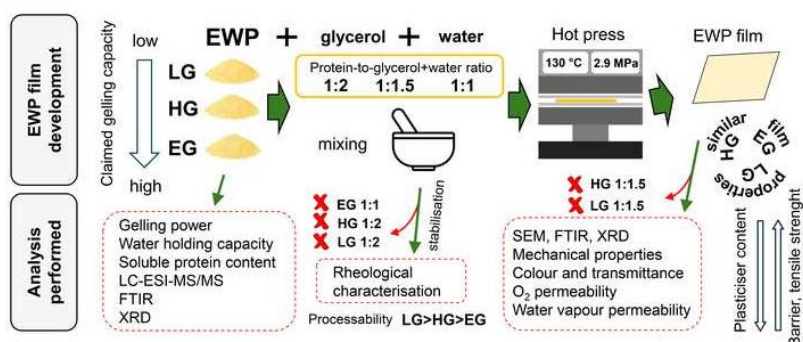 EWP film development
Claimed gelling capacity
low
high
EWP + glycerol + water
LG
HG
EG
Protein-to-glycerol+water ratio
1:2 1:1.5 1:1
mixing
stabilisation
Hot press
130 °C 2.9 MPa
EWP film
similar
film
properties
HG
EG
LG
Analysis performed
Gelling power
Water holding capacity
Soluble protein content
LC-ESI-MS/MS
FTIR
XRD
X EG 1:1
X HG 1:2
X LG 1:2
Rheological
characterisation
Processability LG>HG>EG
X HG 1:1.5
X LG 1:1.5
SEM, FTIR, XRD
Mechanical properties
Colour and transmittance
O₂ permeability
Water vapour permeability
Plasticiser content
Barrier, tensile strenght